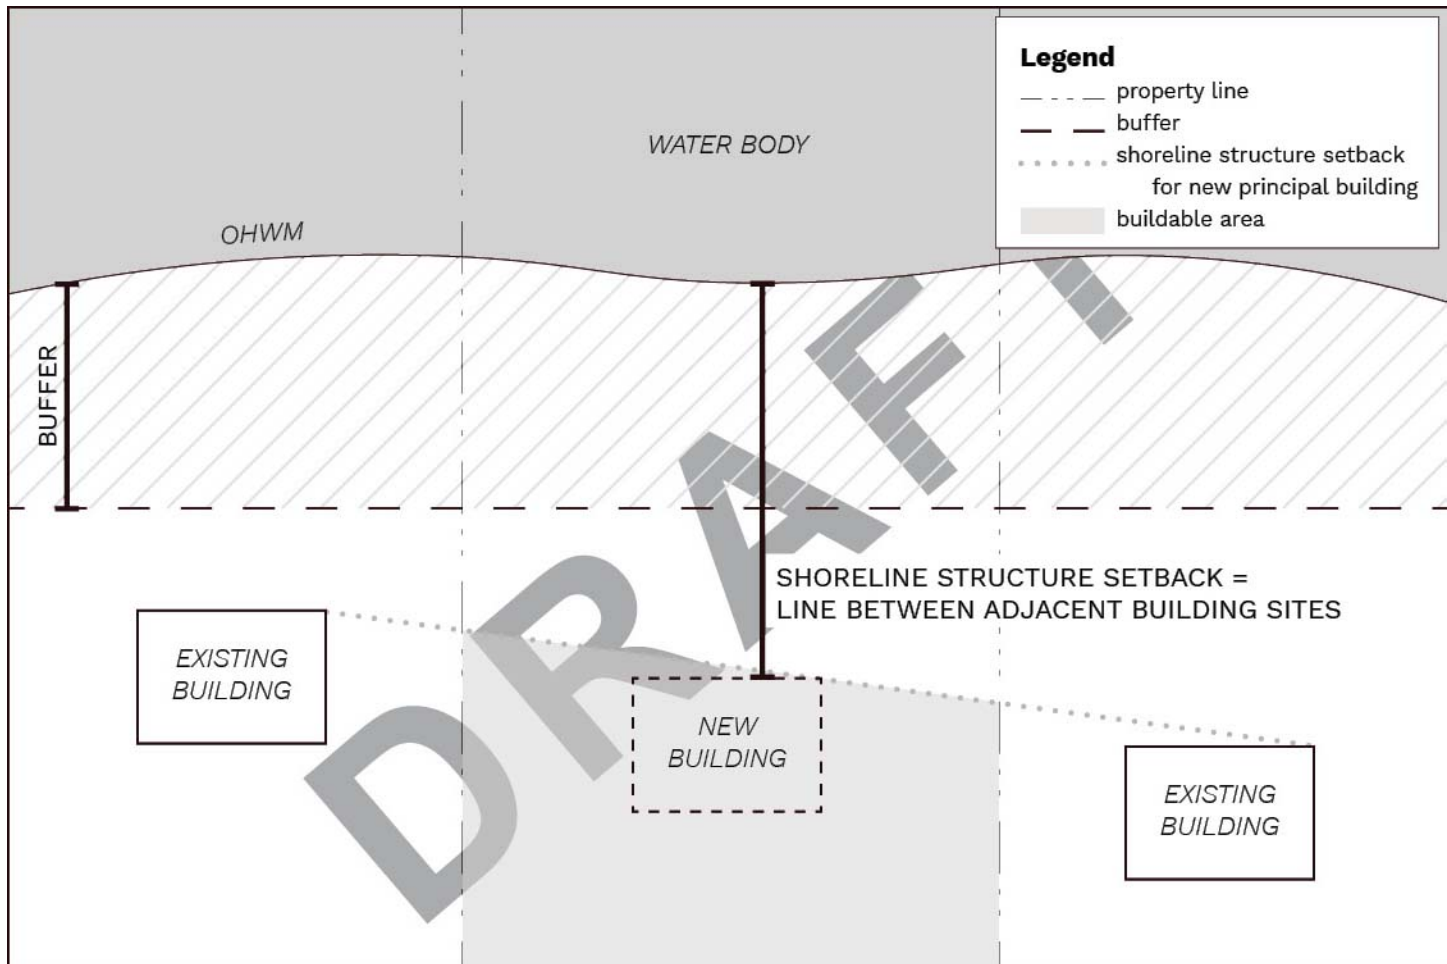 Legend
property line
buffer
shoreline structure setback
for new principal building
buildable area
WATER BODY
OHWM
BUFFER
SHORELINE STRUCTURE SETBACK =
LINE BETWEEN ADJACENT BUILDING SITES
EXISTING
BUILDING
NEW
BUILDING
EXISTING
BUILDING
DRAFT